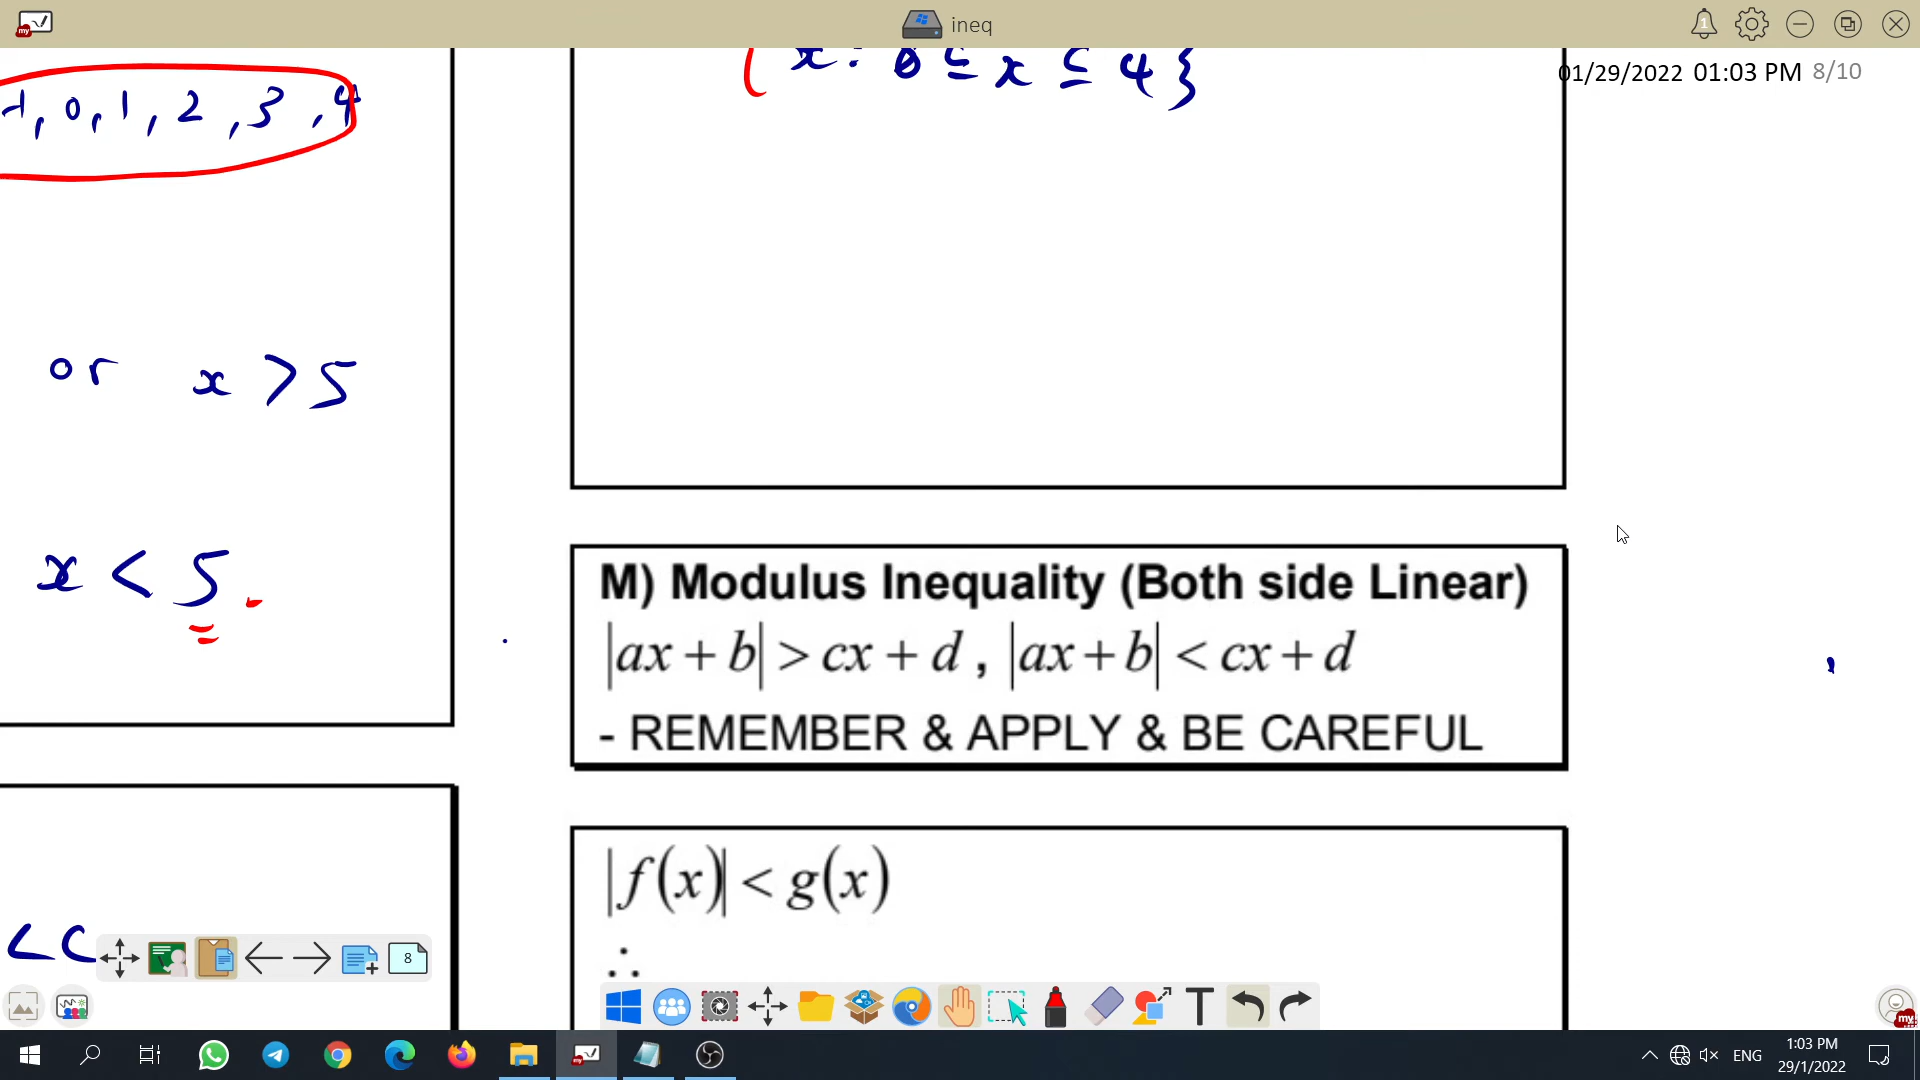 ineq
01/29/2022 01:03 PM 8/10
-1, 0, 1, 2, 3, 4
or x > 5
x < 5.
< c
{x: 0 ≤ x ≤ 4}
M) Modulus Inequality (Both side Linear)
|ax + b| > cx + d , |ax + b| < cx + d
- REMEMBER & APPLY & BE CAREFUL
|f(x)| < g(x)
∴
8
T
ENG
1:03 PM
29/1/2022